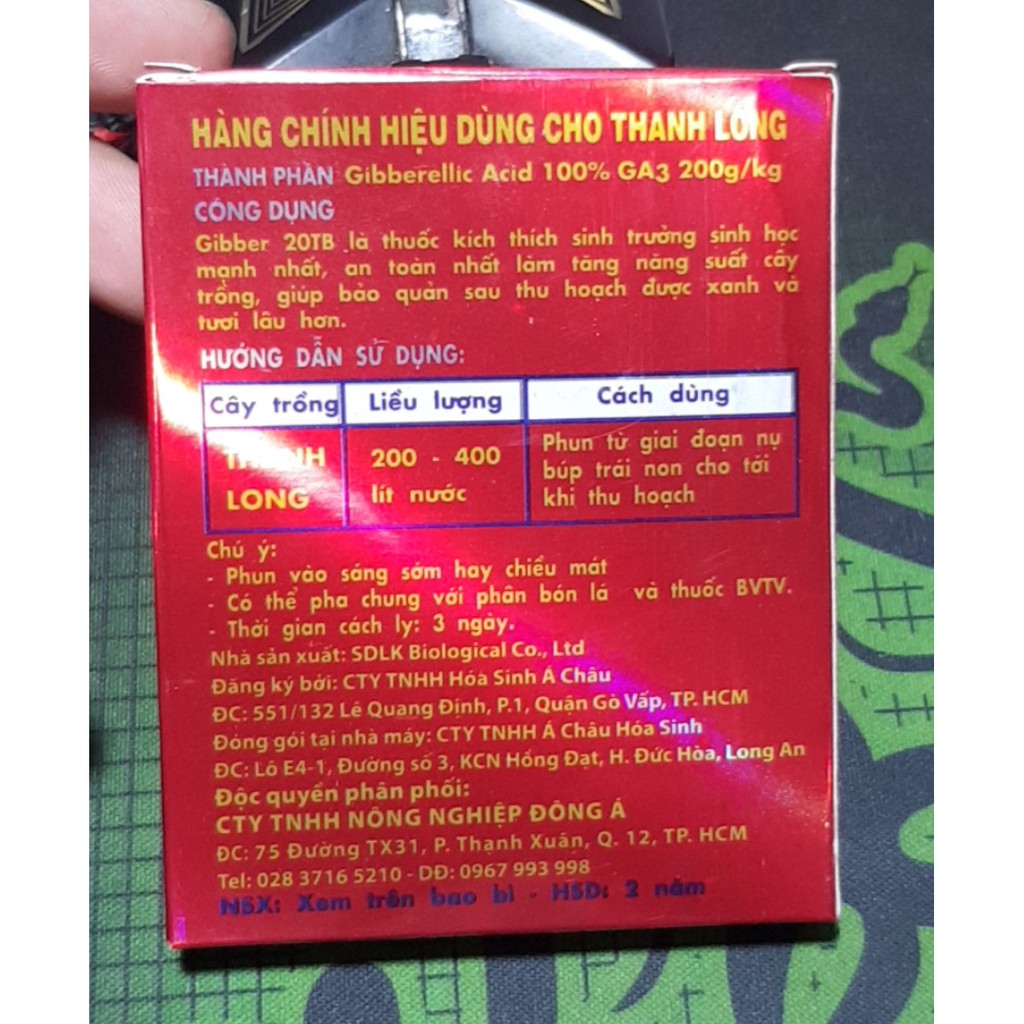 HÀNG CHÍNH HIỆU DÙNG CHO THANH LONG
THÀNH PHẦN Gibberellic Acid 100% GA3 200g/kg
CÔNG DỤNG
Gibber 20TB là thuốc kích thích sinh trưởng sinh học
mạnh nhất, an toàn nhất làm tăng năng suất cây
trồng, giúp bảo quản sau thu hoạch được xanh và
tươi lâu hơn.
HƯỚNG DẪN SỬ DỤNG:
Cây trồng Liều lượng Cách dùng
THANH LONG 200 - 400 lít nước Phun từ giai đoạn nụ
búp trái non cho tới
khi thu hoạch
Chú ý:
- Phun vào sáng sớm hay chiều mát
- Có thể pha chung với phân bón lá và thuốc BVTV.
- Thời gian cách ly: 3 ngày.
Nhà sản xuất: SDLK Biological Co., Ltd
Đăng ký bởi: CTY TNHH Hóa Sinh Á Châu
ĐC: 551/132 Lê Quang Định, P.1, Quận Gò Vấp, TP. HCM
Đóng gói tại nhà máy: CTY TNHH Á Châu Hóa Sinh
ĐC: Lô E4-1, Đường số 3, KCN Hồng Đạt, H. Đức Hòa, Long An
Độc quyền phân phối:
CTY TNHH NÔNG NGHIỆP ĐÔNG Á
ĐC: 75 Đường TX31, P. Thạnh Xuân, Q. 12, TP. HCM
Tel: 028 3716 5210 - DĐ: 0967 993 998
NSX: Xem trên bao bì - HSD: 2 năm